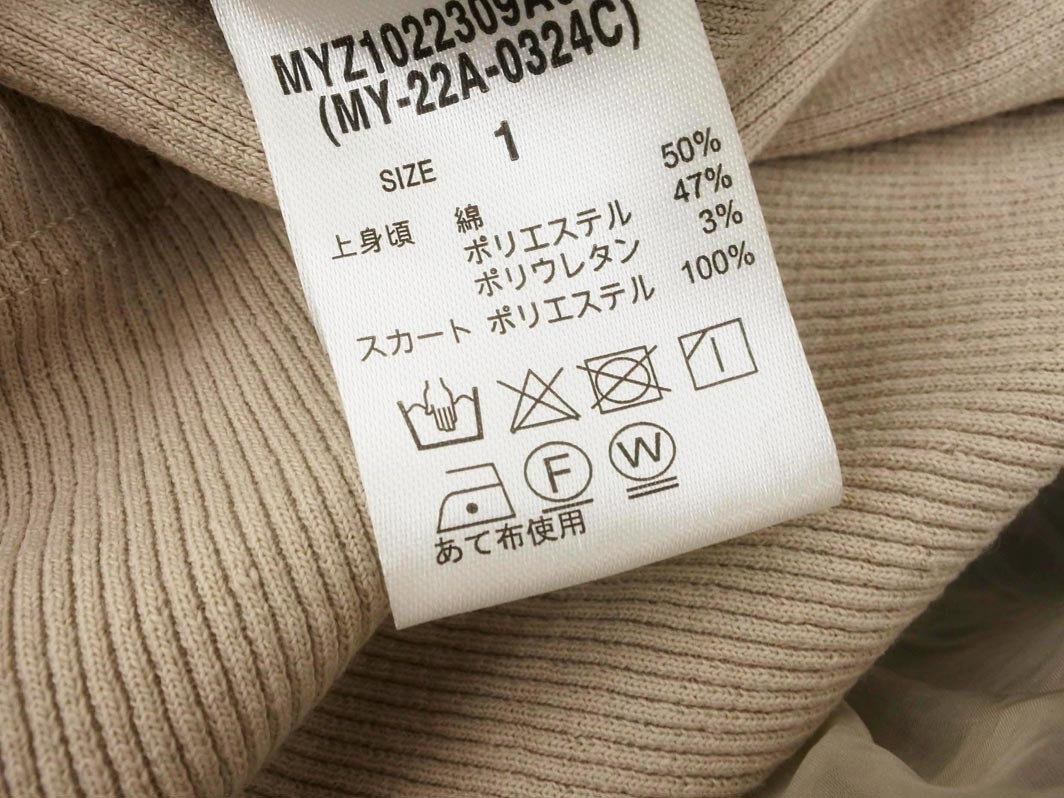 (MY-22A-0324C)
SIZE 1
上身頃 綿 50%
ポリエステル 47%
ポリウレタン 3%
スカート ポリエステル 100%
F W
あて布使用